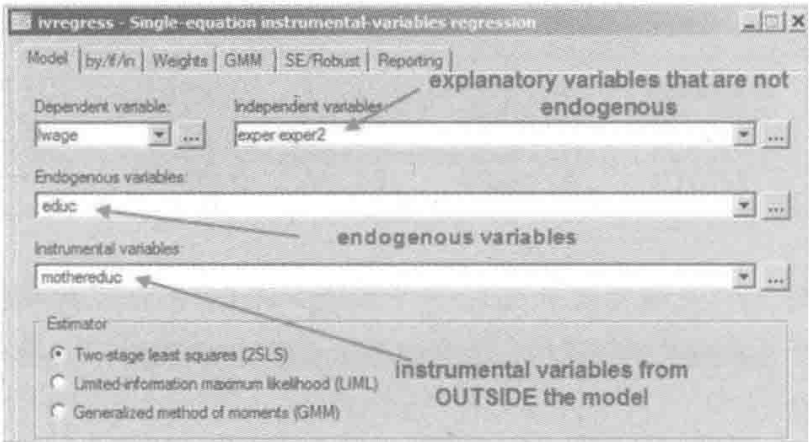 ivregress - Single-equation instrumental-variables regression
Model by/if/in Weights GMM SE/Robust Reporting
explanatory variables that are not
endogenous
Dependent variable: Independent variables:
lwage ... exper exper2 ...
Endogenous variables:
educ ...
endogenous variables
Instrumental variables:
mothereduc ...
Estimator
Two-stage least squares (2SLS)
Limited-information maximum likelihood (LIML)
Generalized method of moments (GMM)
instrumental variables from
OUTSIDE the model